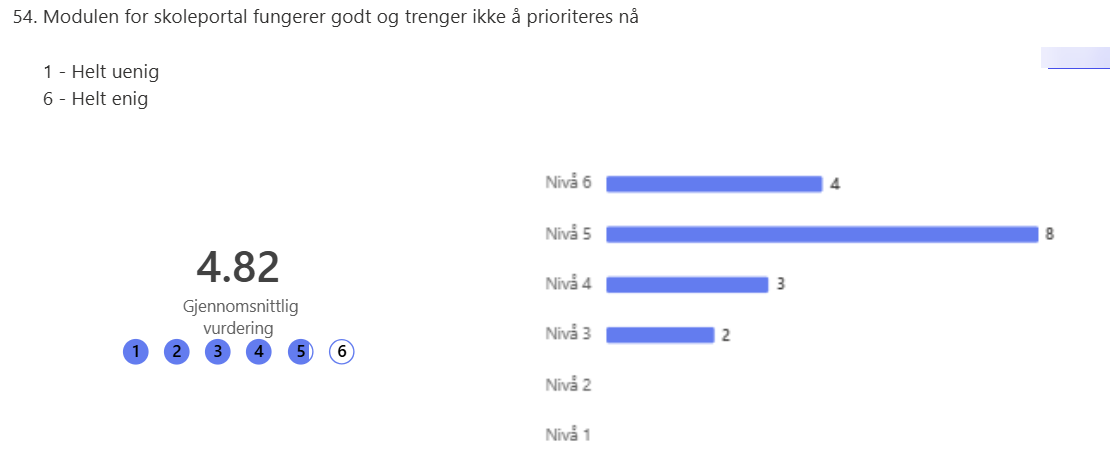 54. Modulen for skoleportal fungerer godt og trenger ikke å prioriteres nå
1 - Helt uenig
6 - Helt enig
4.82
Gjennomsnittlig
vurdering
1 2 3 4 5 6
Nivå 6 4
Nivå 5 8
Nivå 4 3
Nivå 3 2
Nivå 2
Nivå 1